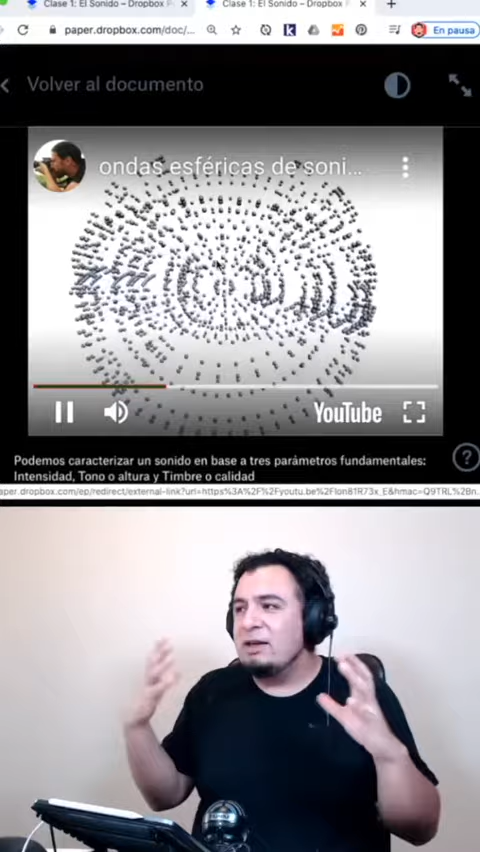 Clase 1: El Sonido – Dropbox P
Clase 1: El Sonido – Dropbox P
paper.dropbox.com/doc/...
En pausa
Volver al documento
ondas esféricas de soni...
YouTube
Podemos caracterizar un sonido en base a tres parámetros fundamentales:
Intensidad, Tono o altura y Timbre o calidad